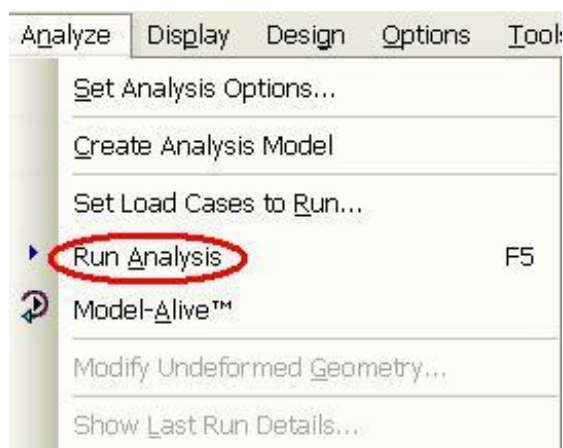 Analyze Display Design Options Tools
Set Analysis Options...
Create Analysis Model
Set Load Cases to Run...
Run Analysis F5
Model-Alive™
Modify Undeformed Geometry...
Show Last Run Details...